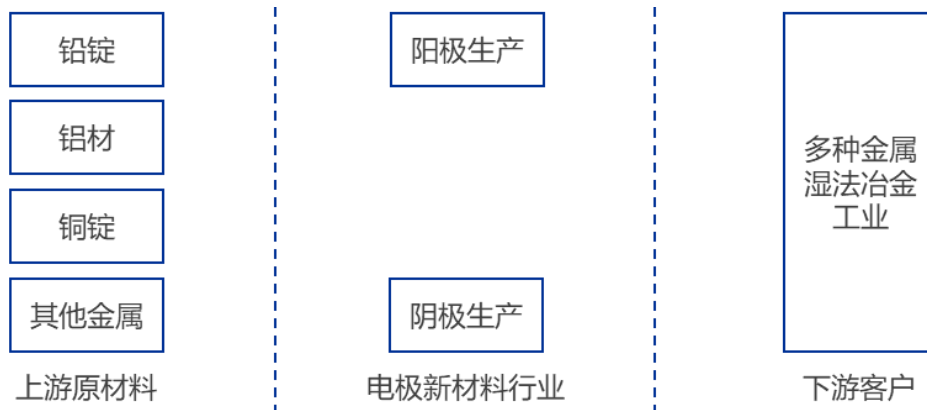 铅锭
铝材
铜锭
其他金属
上游原材料
阳极生产
阴极生产
电极新材料行业
多种金属
湿法冶金
工业
下游客户